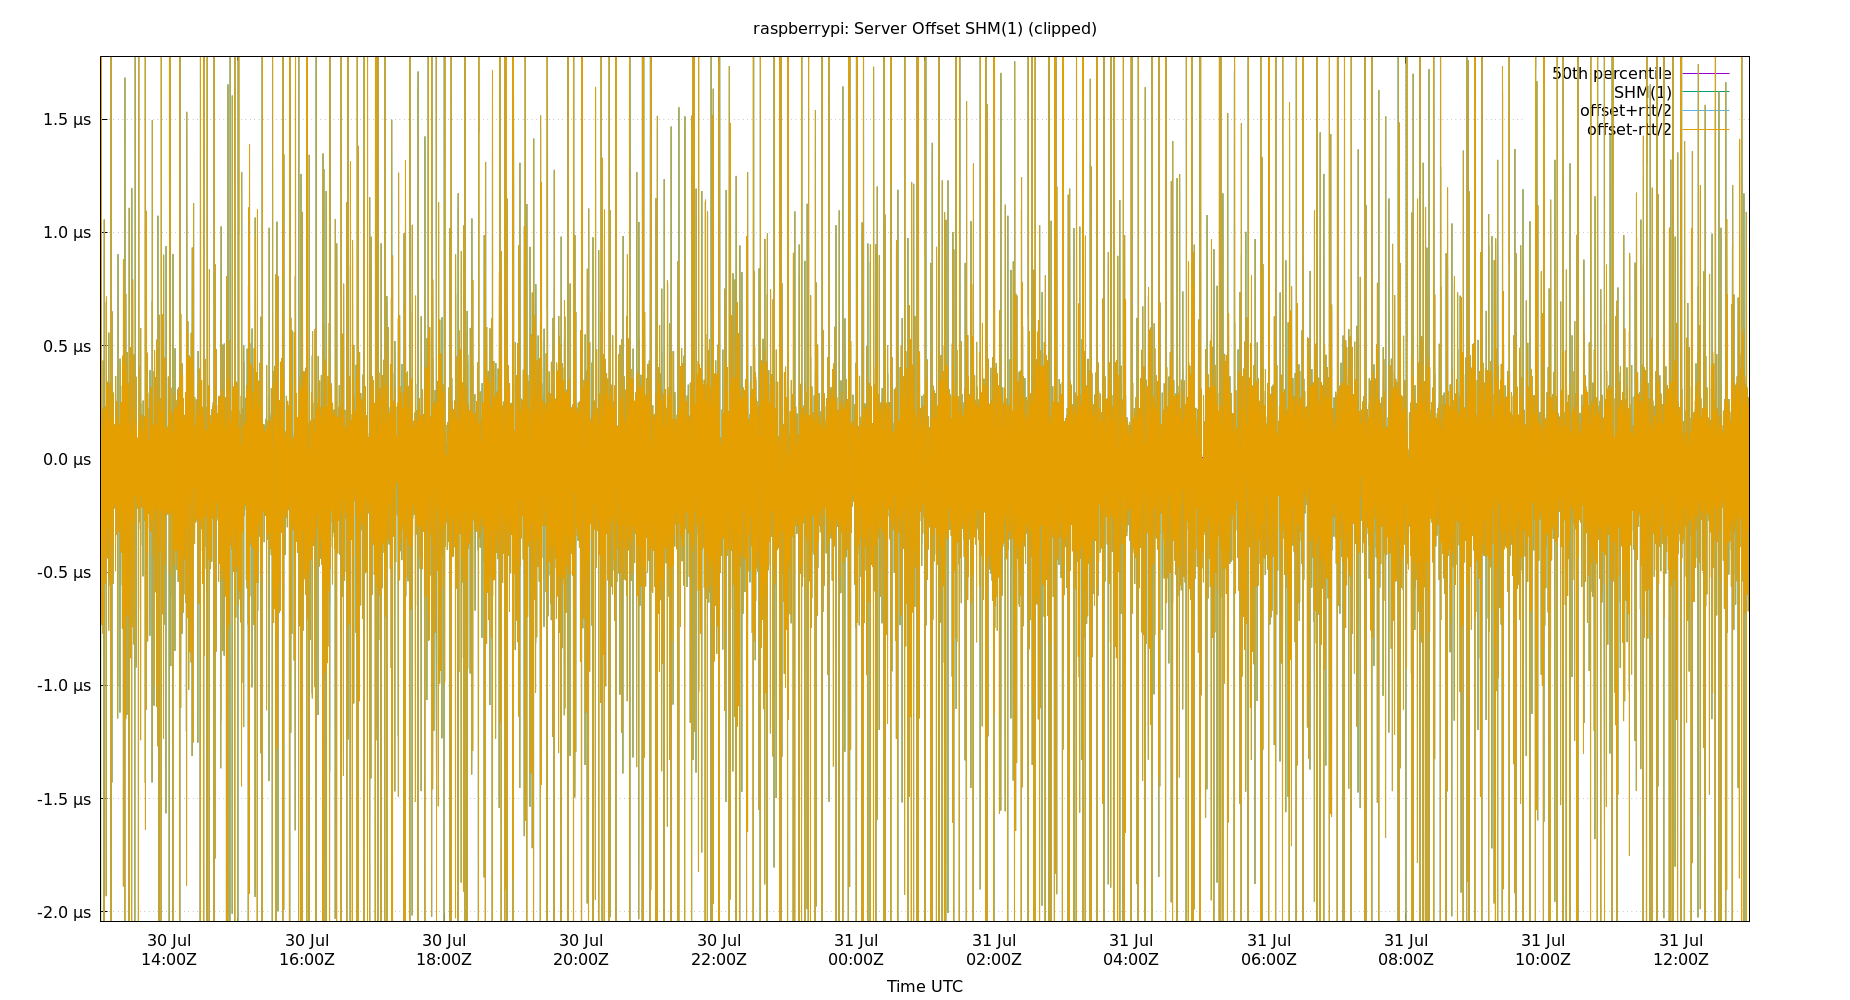 raspberrypi: Server Offset SHM(1) (clipped)
50th percentile
SHM(1)
offset+rtt/2
offset-rtt/2
1.5 µs
1.0 µs
0.5 µs
0.0 µs
-0.5 µs
-1.0 µs
-1.5 µs
-2.0 µs
30 Jul 30 Jul 30 Jul 30 Jul 30 Jul 31 Jul 31 Jul 31 Jul 31 Jul 31 Jul 31 Jul 31 Jul
14:00Z 16:00Z 18:00Z 20:00Z 22:00Z 00:00Z 02:00Z 04:00Z 06:00Z 08:00Z 10:00Z 12:00Z
Time UTC